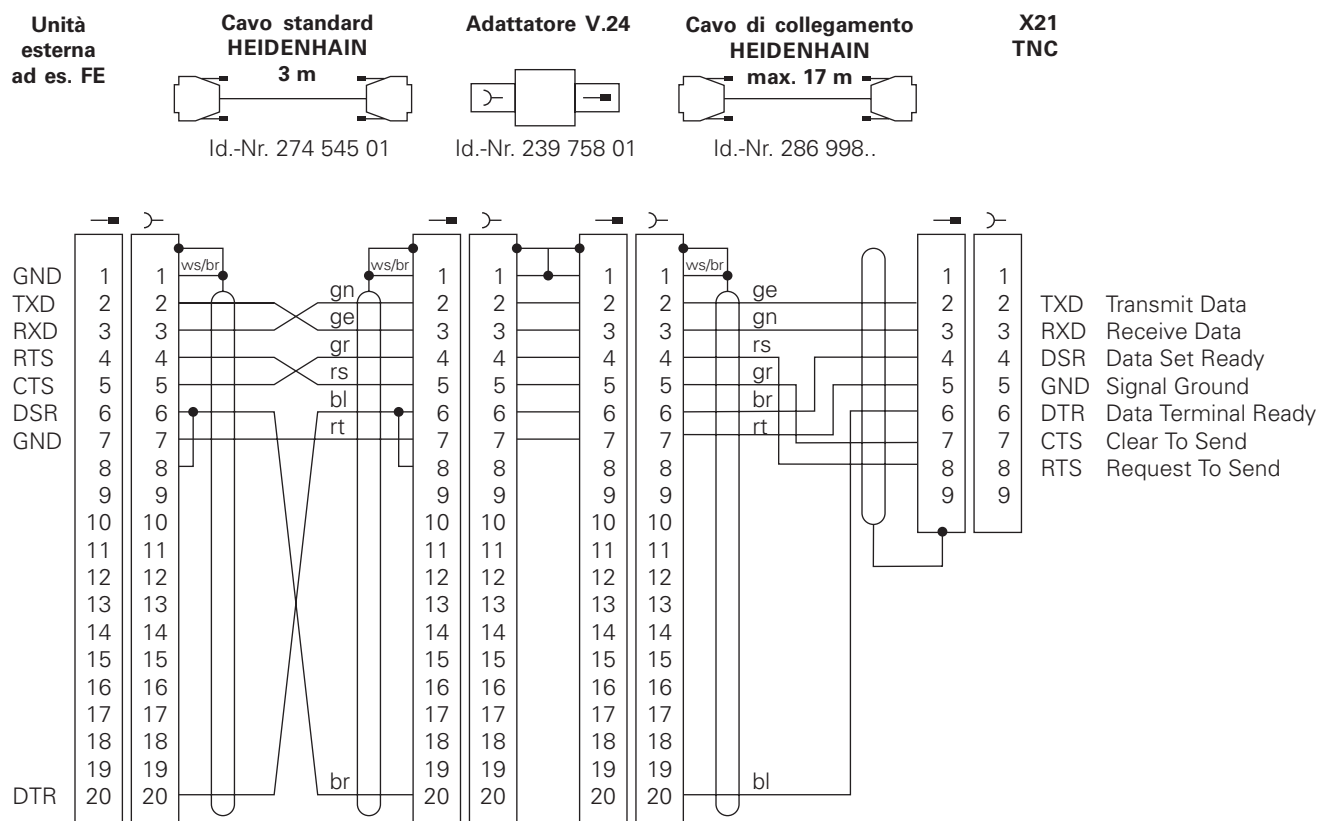 Unità
esterna
ad es. FE
Cavo standard
HEIDENHAIN
3 m
Id.-Nr. 274 545 01
Adattatore V.24
Id.-Nr. 239 758 01
Cavo di collegamento
HEIDENHAIN
max. 17 m
Id.-Nr. 286 998..
X21
TNC
ws/br ws/br ws/br
GND 1 1 1 1 1 1 1 1
gn ge
TXD 2 2 2 2 2 2 2 2 TXD Transmit Data
ge gn
RXD 3 3 3 3 3 3 3 3 RXD Receive Data
gr rs
RTS 4 4 4 4 4 4 4 4 DSR Data Set Ready
rs gr
CTS 5 5 5 5 5 5 5 5 GND Signal Ground
bl br
DSR 6 6 6 6 6 6 6 6 DTR Data Terminal Ready
rt rt
GND 7 7 7 7 7 7 7 7 CTS Clear To Send
8 8 8 8 8 8 8 8 RTS Request To Send
9 9 9 9 9 9 9 9
10 10 10 10 10 10
11 11 11 11 11 11
12 12 12 12 12 12
13 13 13 13 13 13
14 14 14 14 14 14
15 15 15 15 15 15
16 16 16 16 16 16
17 17 17 17 17 17
18 18 18 18 18 18
19 19 19 19 19 19
br bl
DTR 20 20 20 20 20 20